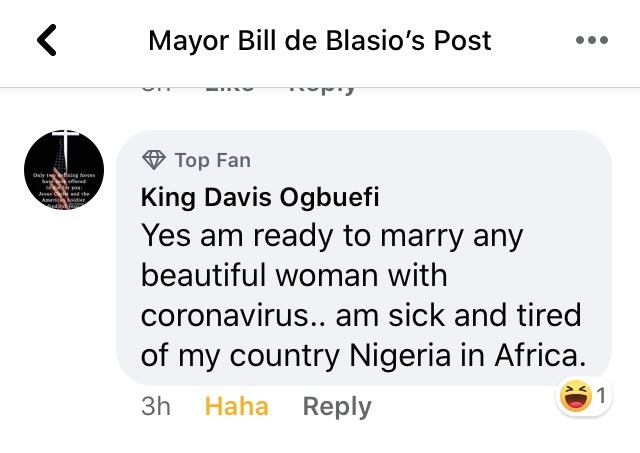 Mayor Bill de Blasio's Post
Like Reply
Top Fan
King Davis Ogbuefi
Yes am ready to marry any
beautiful woman with
coronavirus.. am sick and tired
of my country Nigeria in Africa.
3h Haha Reply
1
Only two defining forces
have ever offered
to die for you:
Jesus Christ and the
American Soldier.